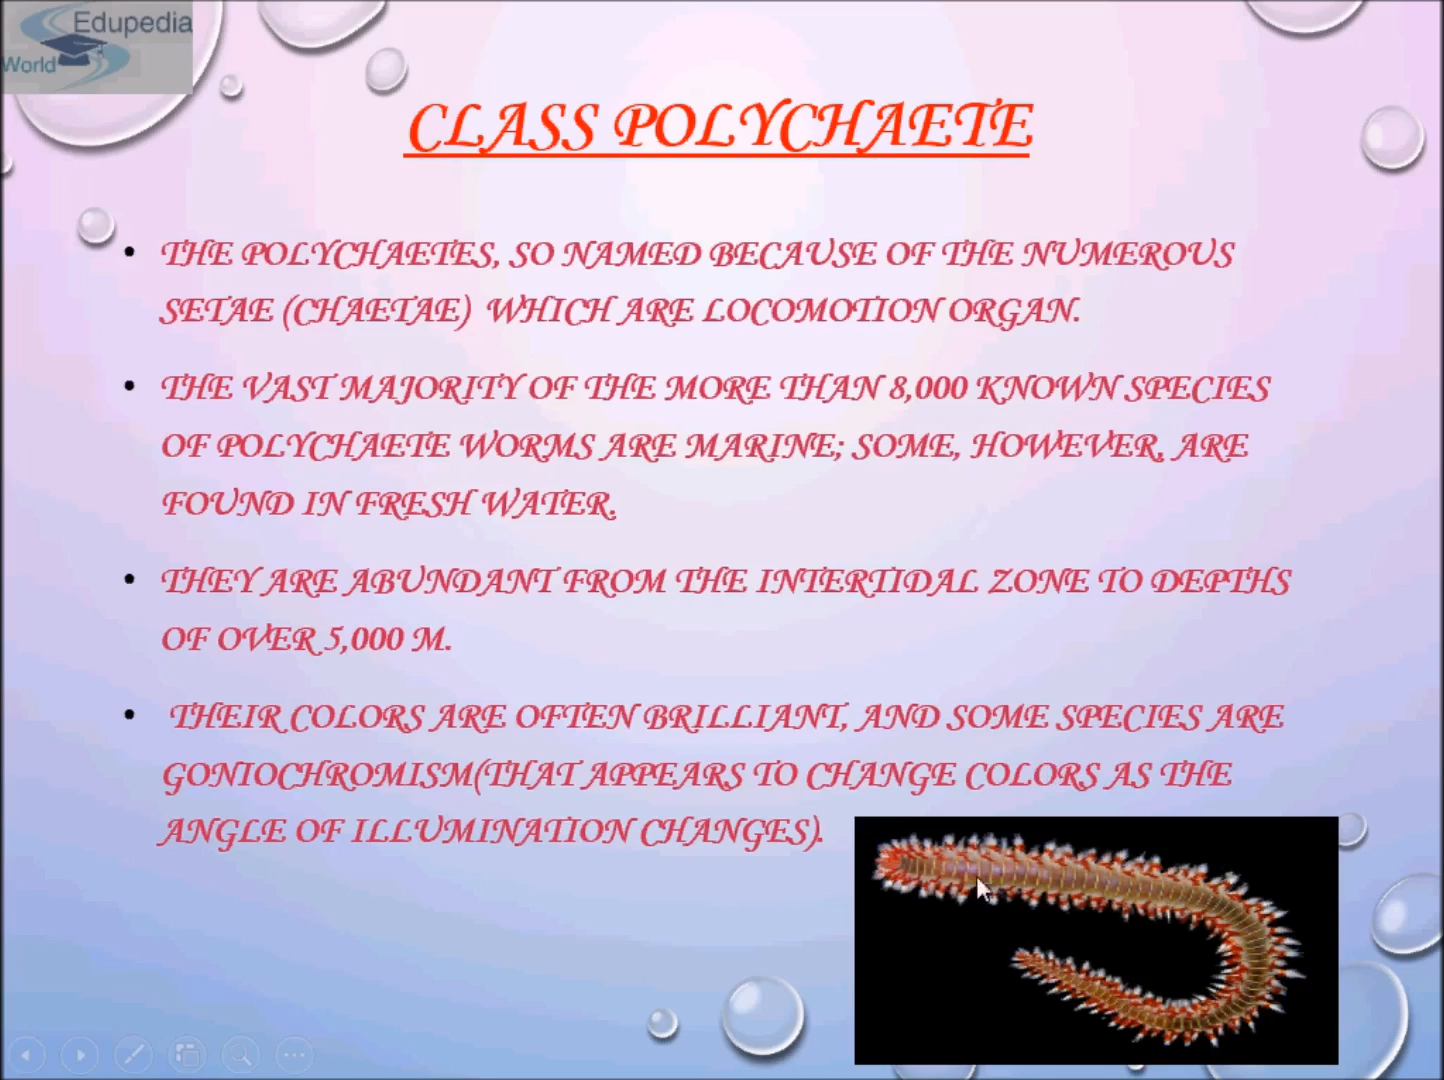 Edupedia
World
CLASS POLYCHAETE
• THE POLYCHAETES, SO NAMED BECAUSE OF THE NUMEROUS
SETAE (CHAETAE) WHICH ARE LOCOMOTION ORGAN.
• THE VAST MAJORITY OF THE MORE THAN 8,000 KNOWN SPECIES
OF POLYCHAETE WORMS ARE MARINE; SOME, HOWEVER, ARE
FOUND IN FRESH WATER.
• THEY ARE ABUNDANT FROM THE INTERTIDAL ZONE TO DEPTHS
OF OVER 5,000 M.
• THEIR COLORS ARE OFTEN BRILLIANT, AND SOME SPECIES ARE
GONIOCHROMISM(THAT APPEARS TO CHANGE COLORS AS THE
ANGLE OF ILLUMINATION CHANGES).